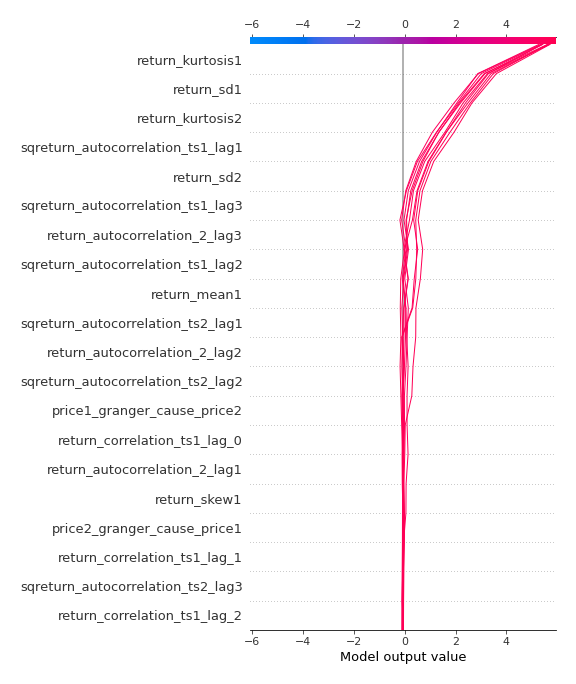 −6 −4 −2 0 2 4
return_kurtosis1
return_sd1
return_kurtosis2
sqreturn_autocorrelation_ts1_lag1
return_sd2
sqreturn_autocorrelation_ts1_lag3
return_autocorrelation_2_lag3
sqreturn_autocorrelation_ts1_lag2
return_mean1
sqreturn_autocorrelation_ts2_lag1
return_autocorrelation_2_lag2
sqreturn_autocorrelation_ts2_lag2
price1_granger_cause_price2
return_correlation_ts1_lag_0
return_autocorrelation_2_lag1
return_skew1
price2_granger_cause_price1
return_correlation_ts1_lag_1
sqreturn_autocorrelation_ts2_lag3
return_correlation_ts1_lag_2
−6 −4 −2 0 2 4
Model output value